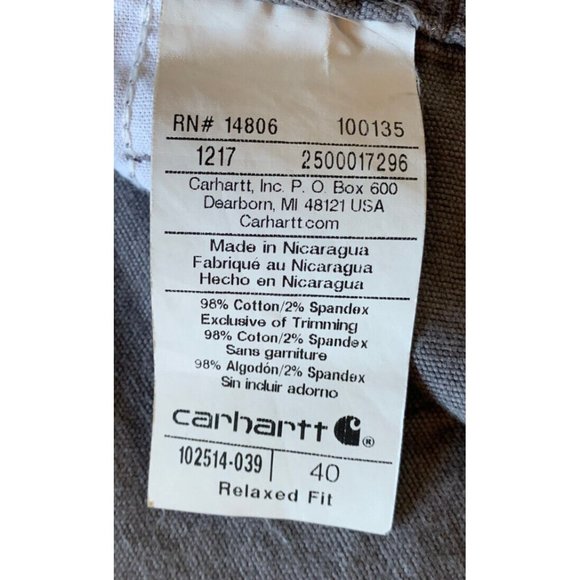 RN# 14806 100135
1217 2500017296
Carhartt, Inc. P. O. Box 600
Dearborn, MI 48121 USA
Carhartt.com
Made in Nicaragua
Fabriqué au Nicaragua
Hecho en Nicaragua
98% Cotton/2% Spandex
Exclusive of Trimming
98% Coton/2% Spandex
Sans garniture
98% Algodón/2% Spandex
Sin incluir adorno
carhartt ®
102514-039 40
Relaxed Fit